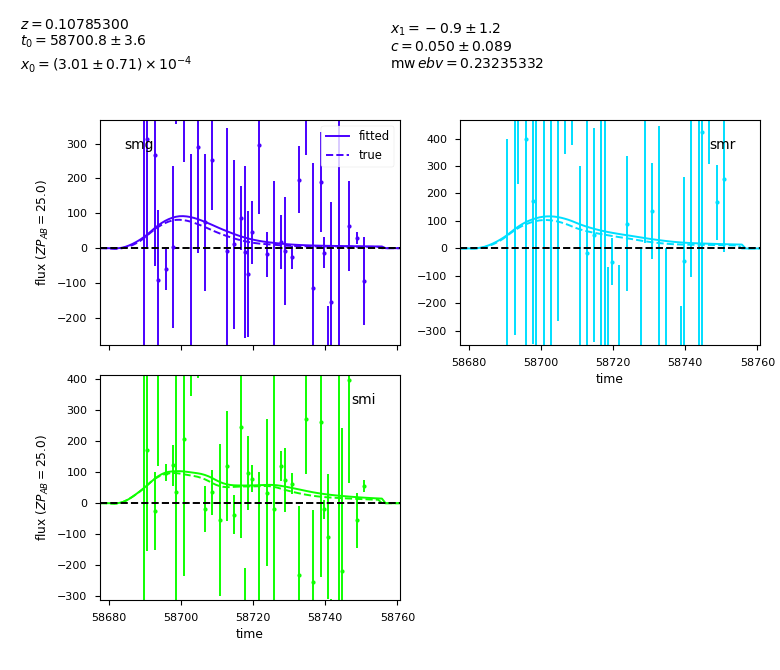 z = 0.10785300
t₀ = 58700.8 ± 3.6
x₀ = (3.01 ± 0.71) × 10⁻⁴
x₁ = −0.9 ± 1.2
c = 0.050 ± 0.089
mw ebv = 0.23235332
smg
fitted
true
300
200
100
0
−100
−200
flux (ZP_AB = 25.0)
smr
400
300
200
100
0
−100
−200
−300
58680 58700 58720 58740 58760
time
smi
400
300
200
100
0
−100
−200
−300
flux (ZP_AB = 25.0)
58680 58700 58720 58740 58760
time